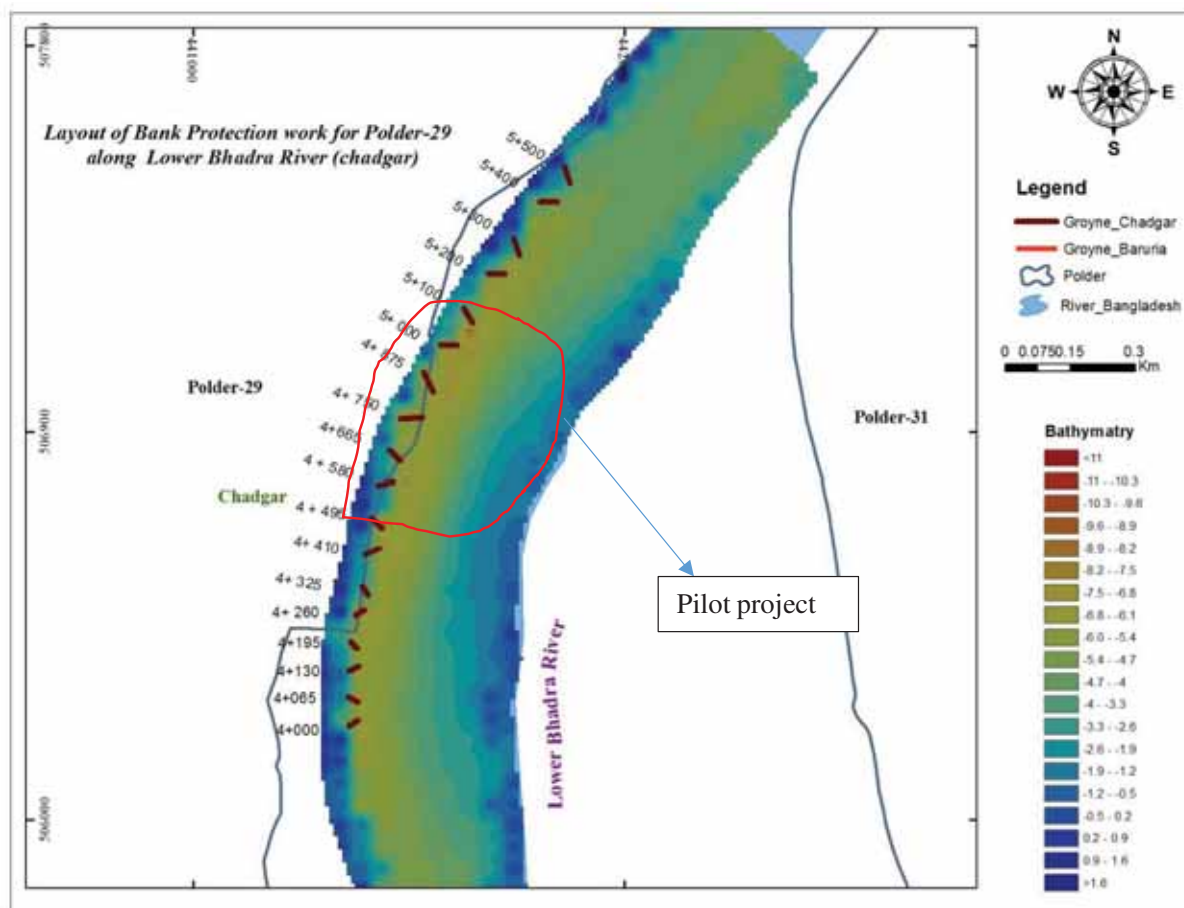 507800
441000
N
W
E
S
Layout of Bank Protection work for Polder-29
along Lower Bhadra River (chadgar)
5+500
5+400
5+300
5+200
5+100
5+ 000
4+ 875
4+ 750
4+665
4 + 580
4 + 495
4+ 410
4+ 325
4+ 260
4+195
4+130
4+065
4+000
Polder-29
Chadgar
506900
506000
Pilot project
Lower Bhadra River
Polder-31
Legend
Groyne_Chadgar
Groyne_Baruria
Polder
River_Bangladesh
0 0.075 0.15 0.3
Km
Bathymatry
<11
-11 - -10.3
-10.3 - -9.6
-9.6 - -8.9
-8.9 - -8.2
-8.2 - -7.5
-7.5 - -6.8
-6.8 - -6.1
-6.0 - -5.4
-5.4 - -4.7
-4.7 - -4
-4 - -3.3
-3.3 - -2.6
-2.6 - -1.9
-1.9 - -1.2
-1.2 - -0.5
-0.5 - 0.2
0.2 - 0.9
0.9 - 1.6
>1.6